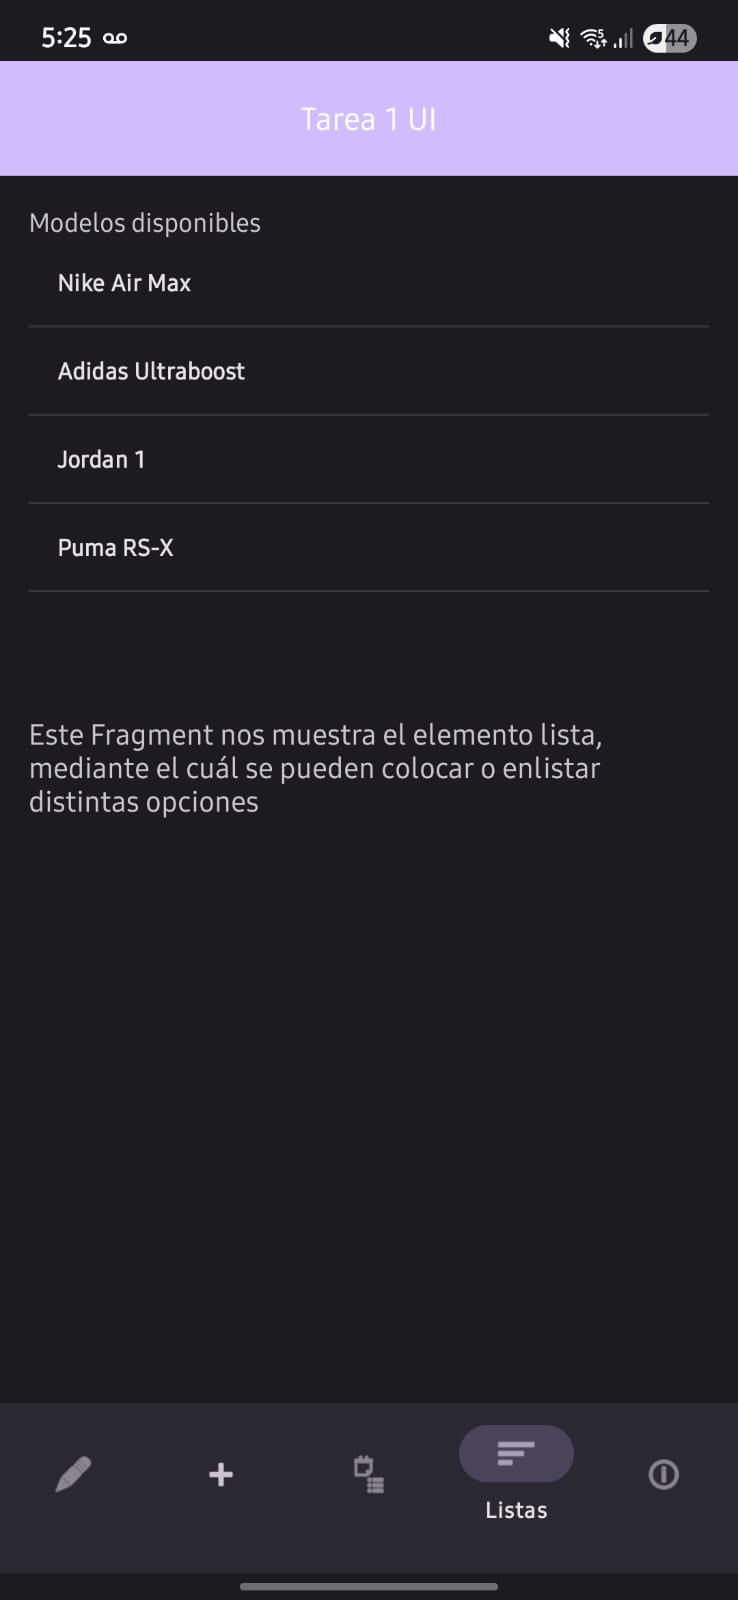 5:25
44
Tarea 1 UI
Modelos disponibles
Nike Air Max
Adidas Ultraboost
Jordan 1
Puma RS-X
Este Fragment nos muestra el elemento lista,
mediante el cuál se pueden colocar o enlistar
distintas opciones
Listas